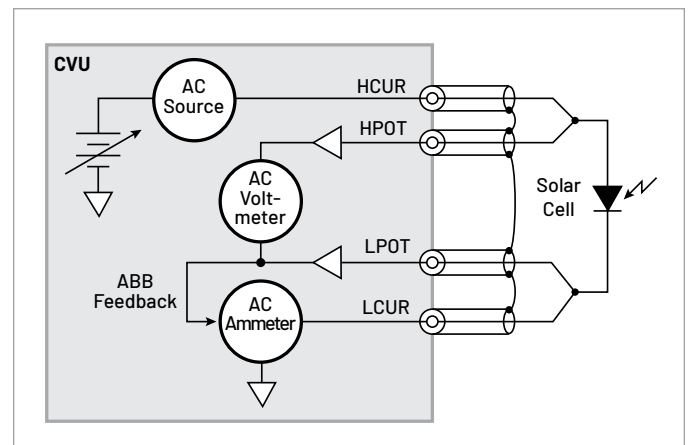 CVU
AC
Source
HCUR
HPOT
AC
Volt-
meter
Solar
Cell
LPOT
ABB
Feedback
AC
Ammeter
LCUR